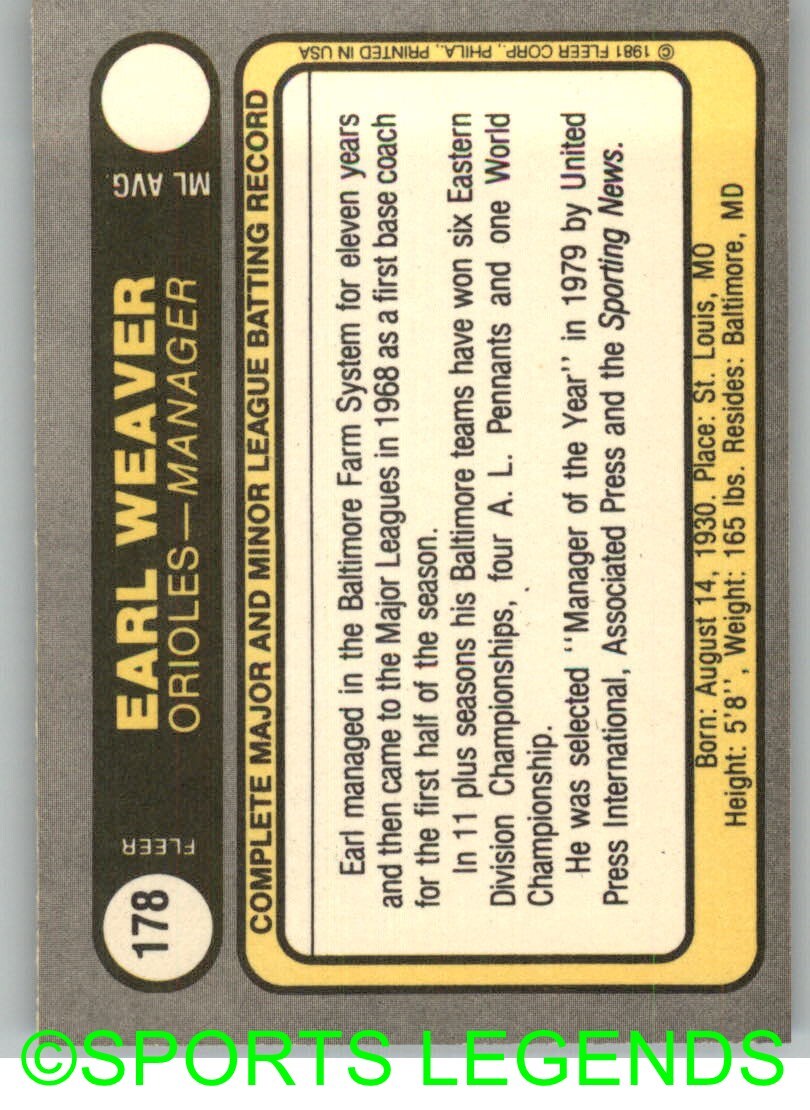 178
FLEER
EARL WEAVER
ORIOLES—MANAGER
ML AVG.
COMPLETE MAJOR AND MINOR LEAGUE BATTING RECORD
Earl managed in the Baltimore Farm System for eleven years
and then came to the Major Leagues in 1968 as a first base coach
for the first half of the season.
In 11 plus seasons his Baltimore teams have won six Eastern
Division Championships, four A. L. Pennants and one World
Championship.
He was selected ''Manager of the Year'' in 1979 by United
Press International, Associated Press and the Sporting News.
Born: August 14, 1930. Place: St. Louis, MO
Height: 5'8'', Weight: 165 lbs. Resides: Baltimore, MD
© 1981 FLEER CORP., PHILA., PRINTED IN USA
©SPORTS LEGENDS